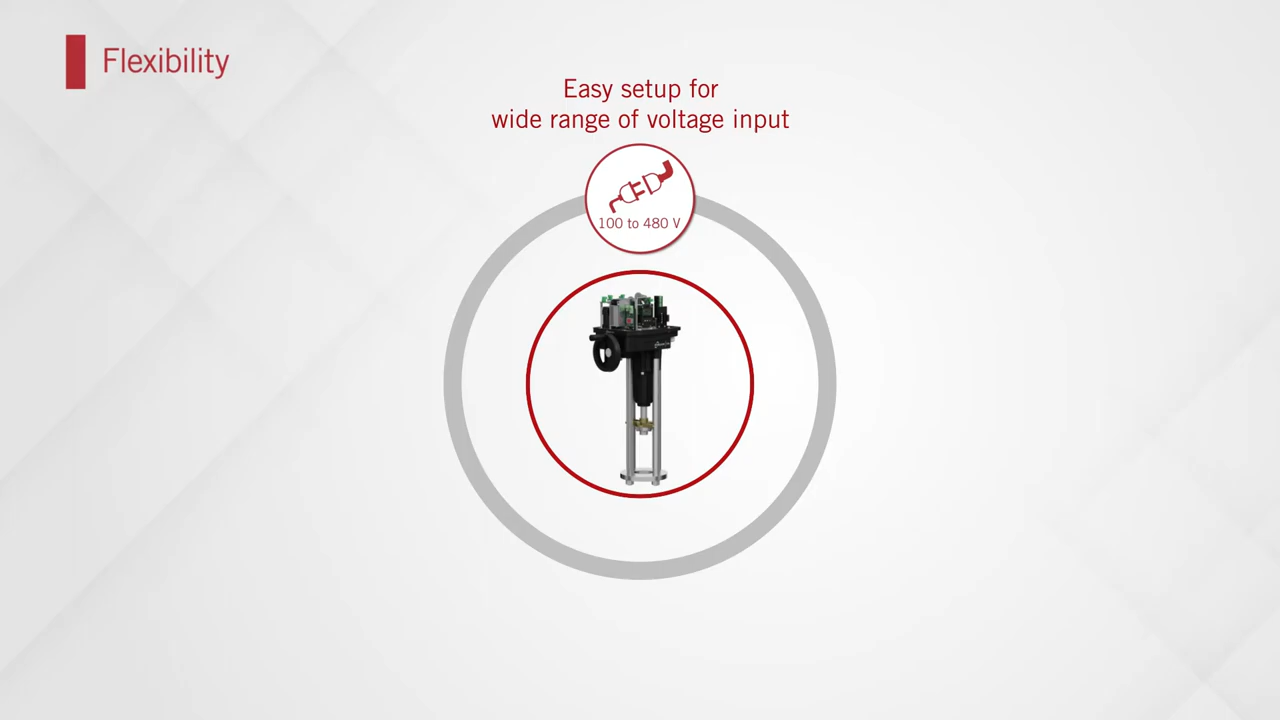 Flexibility
Easy setup for
wide range of voltage input
100 to 480 V